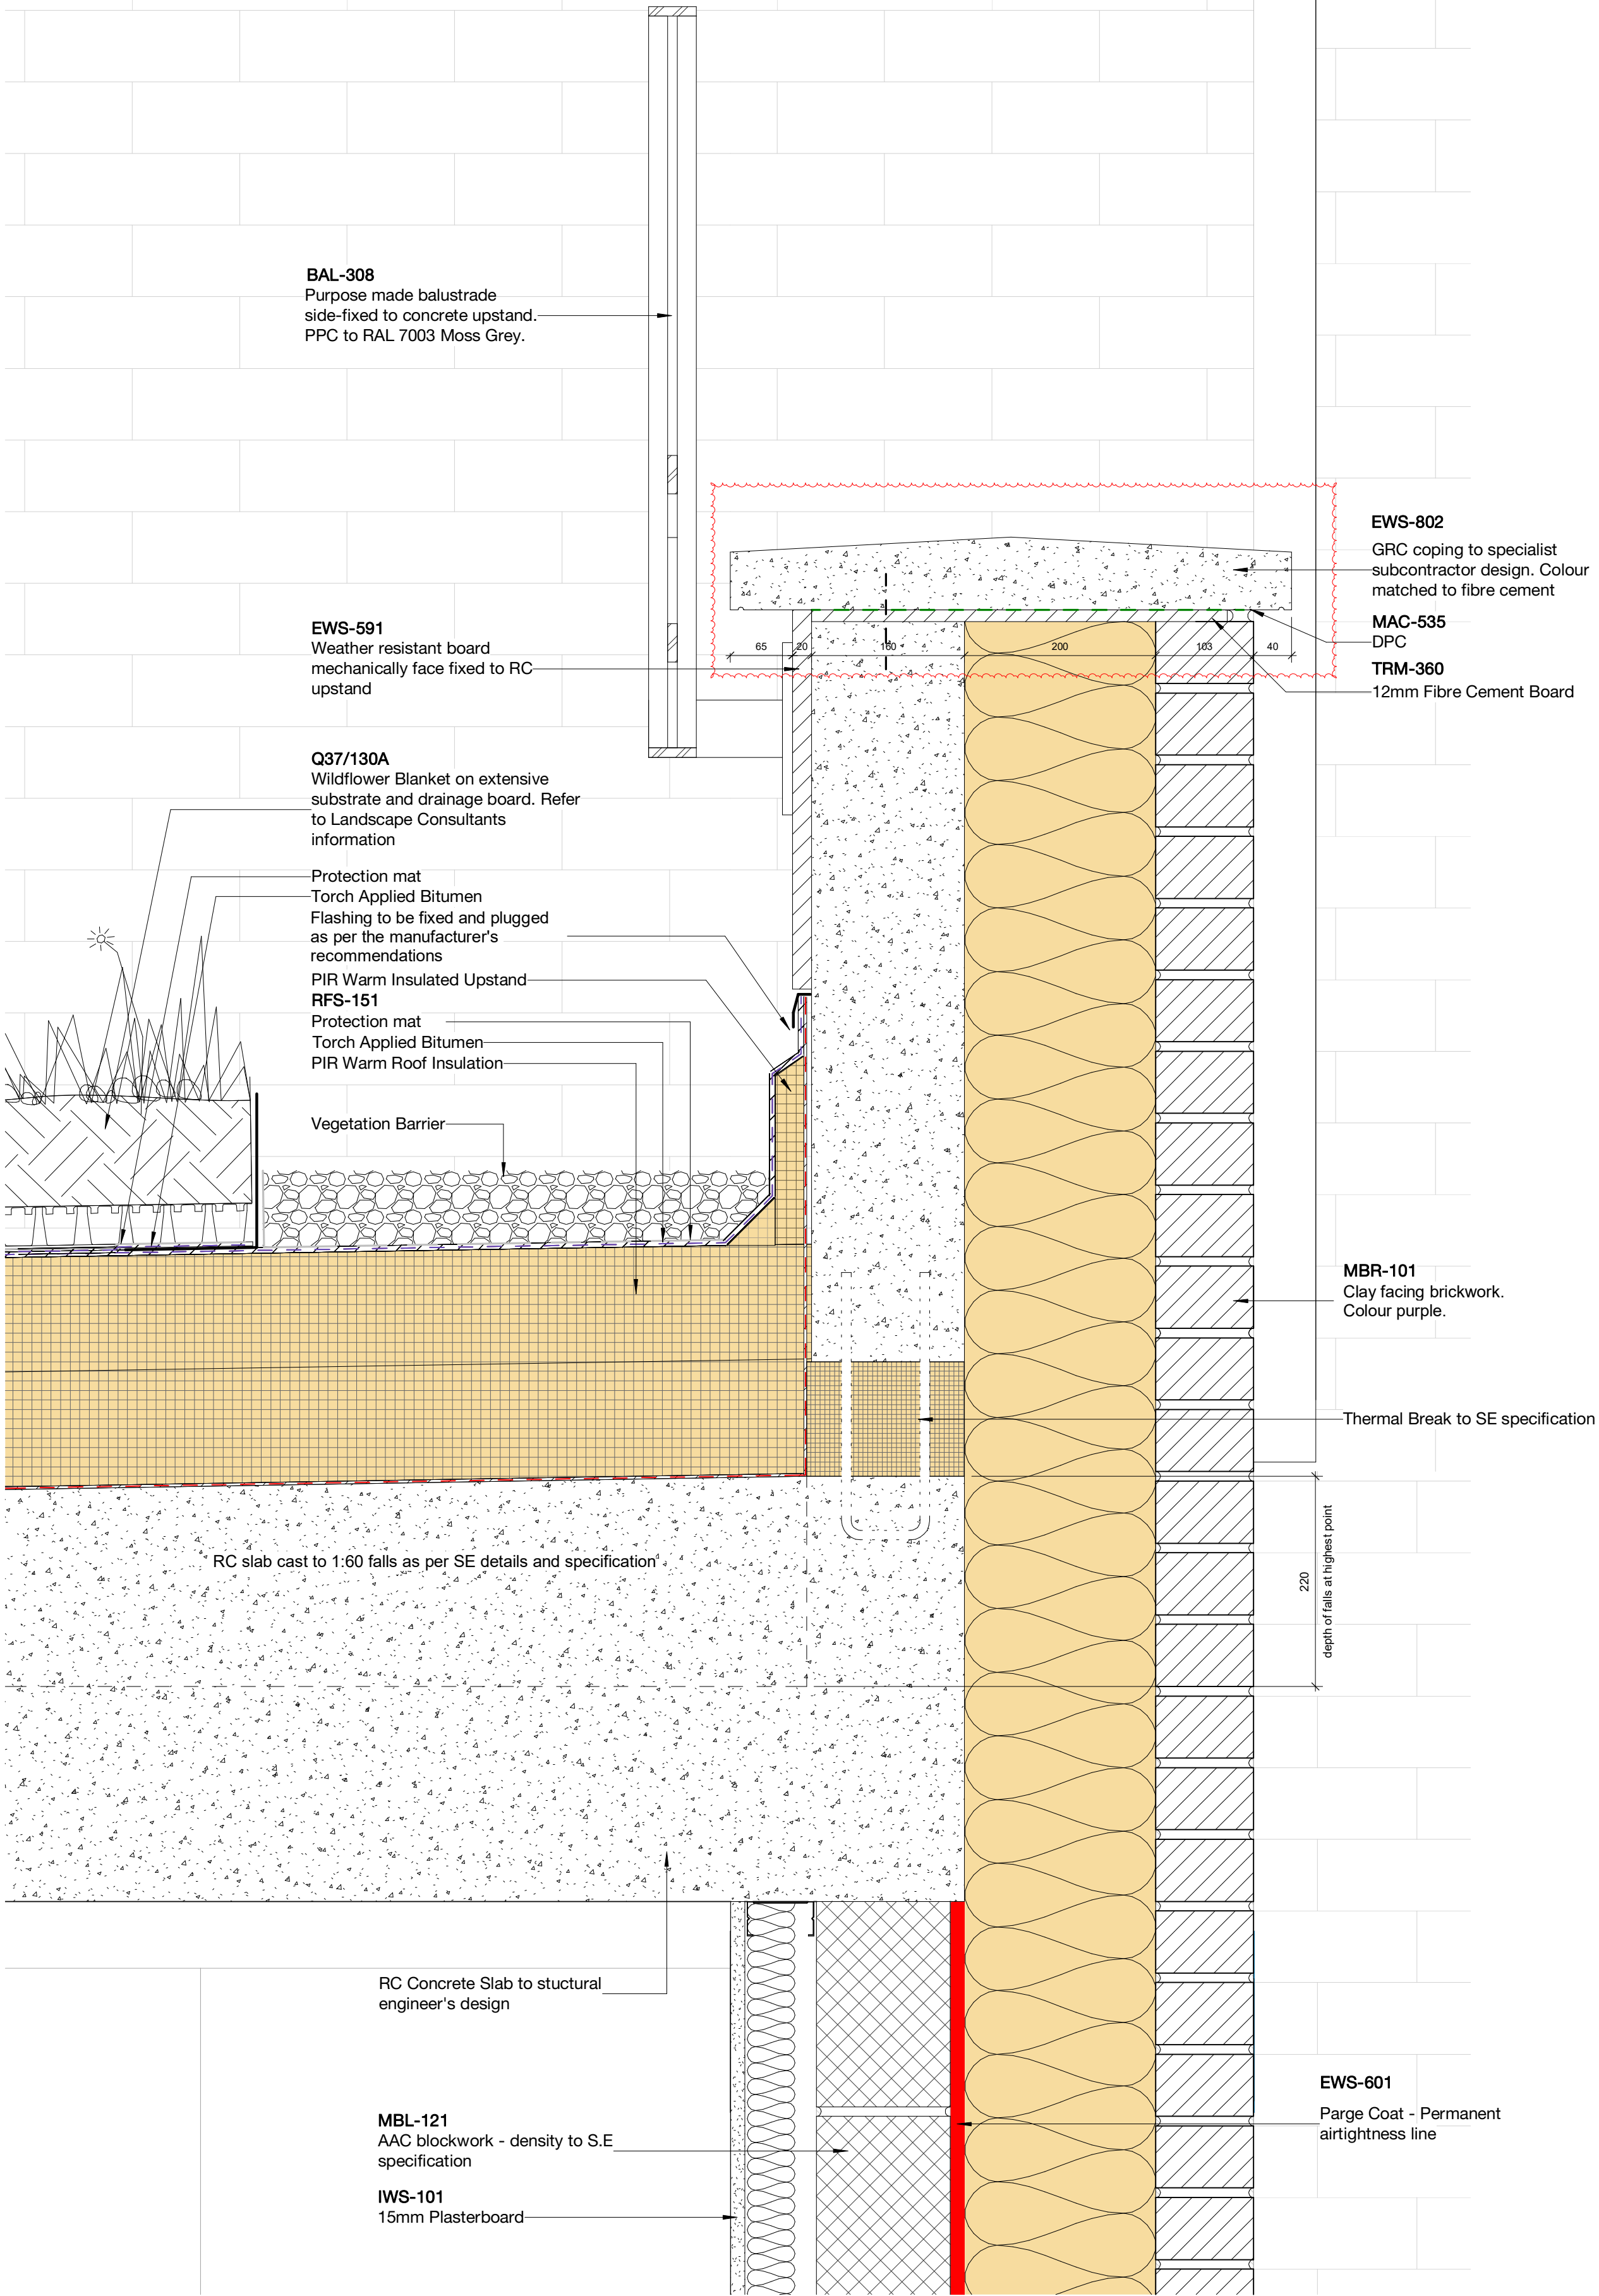 BAL-308
Purpose made balustrade
side-fixed to concrete upstand.
PPC to RAL 7003 Moss Grey.
EWS-802
GRC coping to specialist
subcontractor design. Colour
matched to fibre cement
MAC-535
DPC
TRM-360
12mm Fibre Cement Board
EWS-591
Weather resistant board
mechanically face fixed to RC
upstand
65 20 160 200 103 40
Q37/130A
Wildflower Blanket on extensive
substrate and drainage board. Refer
to Landscape Consultants
information
Protection mat
Torch Applied Bitumen
Flashing to be fixed and plugged
as per the manufacturer's
recommendations
PIR Warm Insulated Upstand
RFS-151
Protection mat
Torch Applied Bitumen
PIR Warm Roof Insulation
Vegetation Barrier
MBR-101
Clay facing brickwork.
Colour purple.
Thermal Break to SE specification
RC slab cast to 1:60 falls as per SE details and specification
220
depth of falls at highest point
RC Concrete Slab to stuctural
engineer's design
EWS-601
Parge Coat - Permanent
airtightness line
MBL-121
AAC blockwork - density to S.E
specification
IWS-101
15mm Plasterboard